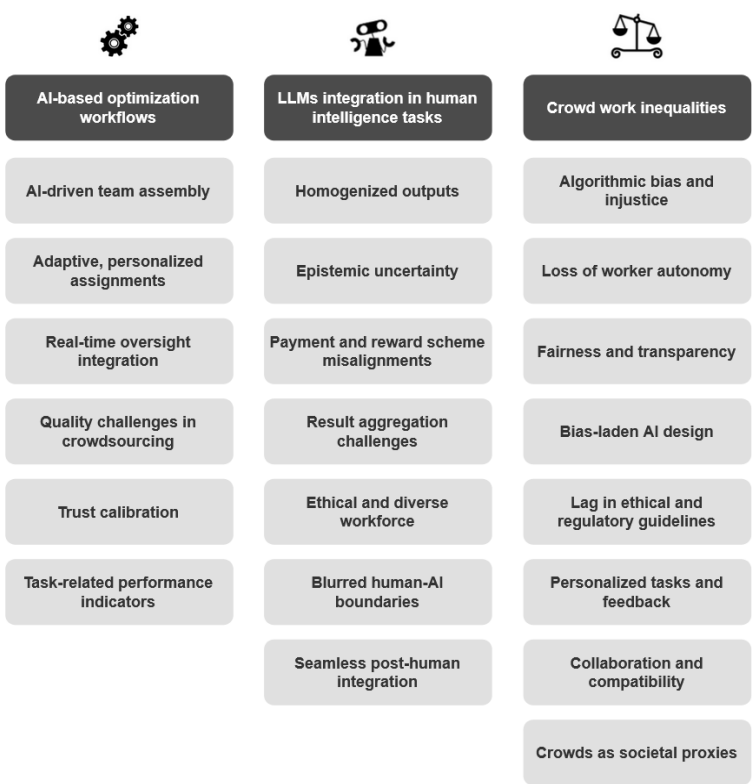 AI-based optimization
workflows
AI-driven team assembly
Adaptive, personalized
assignments
Real-time oversight
integration
Quality challenges in
crowdsourcing
Trust calibration
Task-related performance
indicators
LLMs integration in human
intelligence tasks
Homogenized outputs
Epistemic uncertainty
Payment and reward scheme
misalignments
Result aggregation
challenges
Ethical and diverse
workforce
Blurred human-AI
boundaries
Seamless post-human
integration
Crowd work inequalities
Algorithmic bias and
injustice
Loss of worker autonomy
Fairness and transparency
Bias-laden AI design
Lag in ethical and
regulatory guidelines
Personalized tasks and
feedback
Collaboration and
compatibility
Crowds as societal proxies